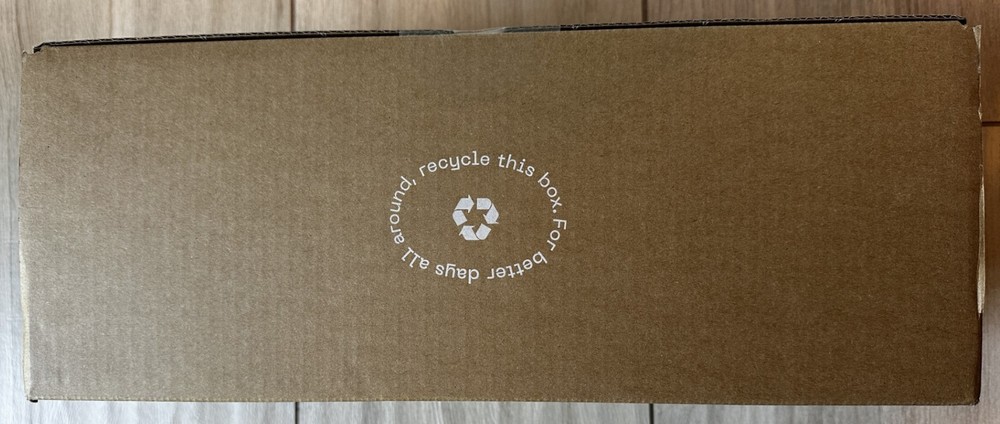 For better days all around, recycle this box.